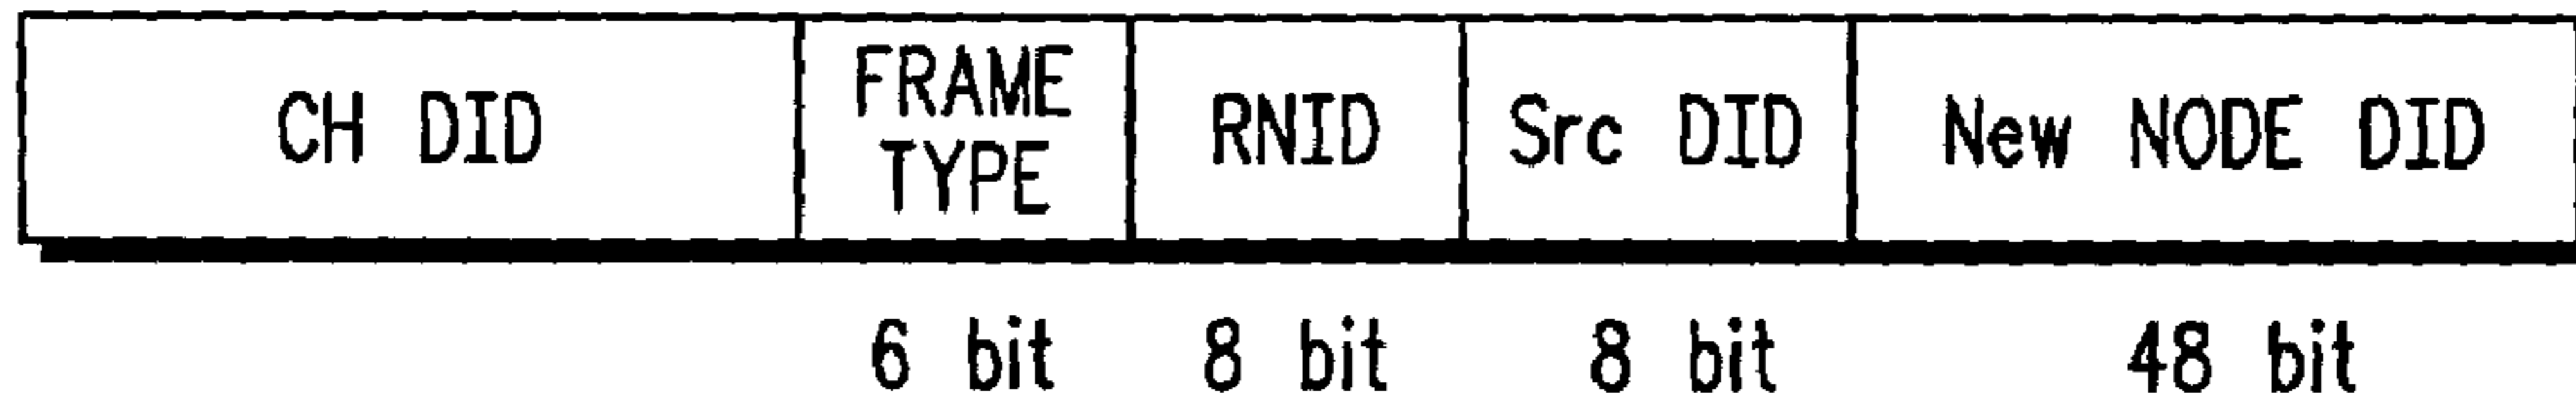 CH DID
FRAME
TYPE
RNID
Src DID
New NODE DID
6 bit
8 bit
8 bit
48 bit